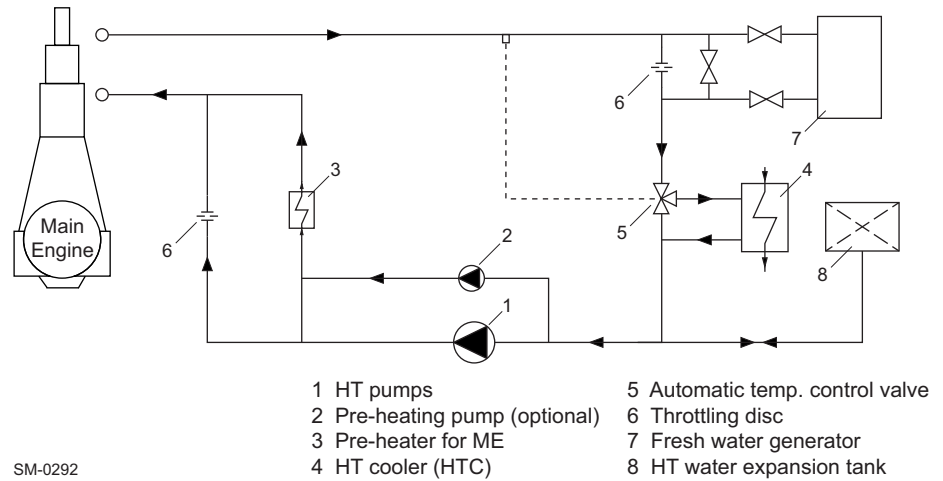 6
7
3
4
Main
Engine
6
5
2
8
1
1 HT pumps
2 Pre-heating pump (optional)
3 Pre-heater for ME
4 HT cooler (HTC)
5 Automatic temp. control valve
6 Throttling disc
7 Fresh water generator
8 HT water expansion tank
SM-0292